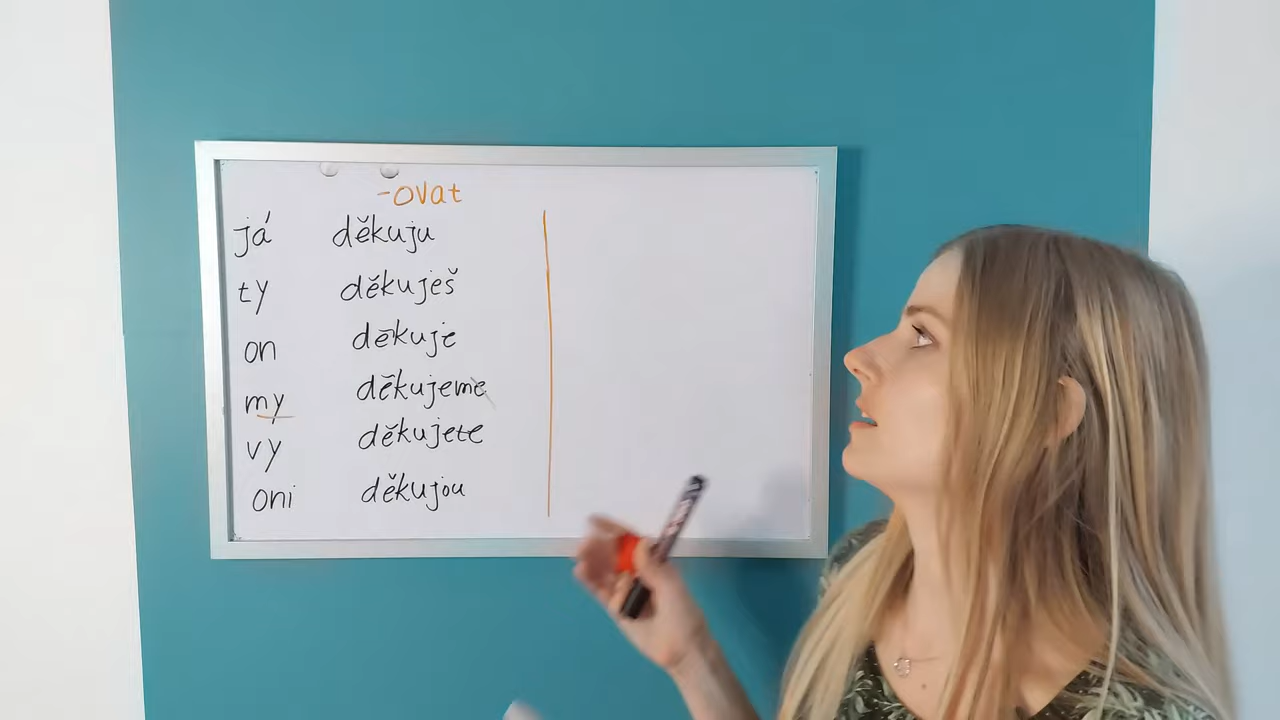 -ovat
já děkuju
ty děkuješ
on děkuje
my děkujeme
vy děkujete
oni děkujou